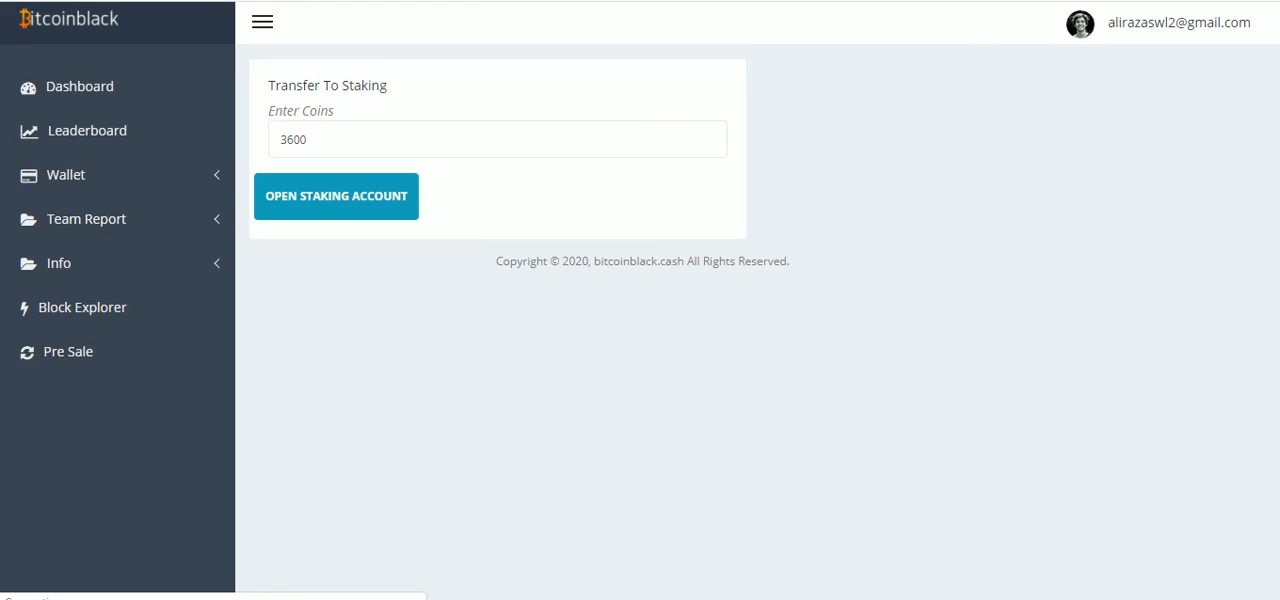 Bitcoinblack
alirazaswl2@gmail.com
Dashboard
Leaderboard
Wallet
Team Report
Info
Block Explorer
Pre Sale
Transfer To Staking
Enter Coins
3600
OPEN STAKING ACCOUNT
Copyright © 2020, bitcoinblack.cash All Rights Reserved.